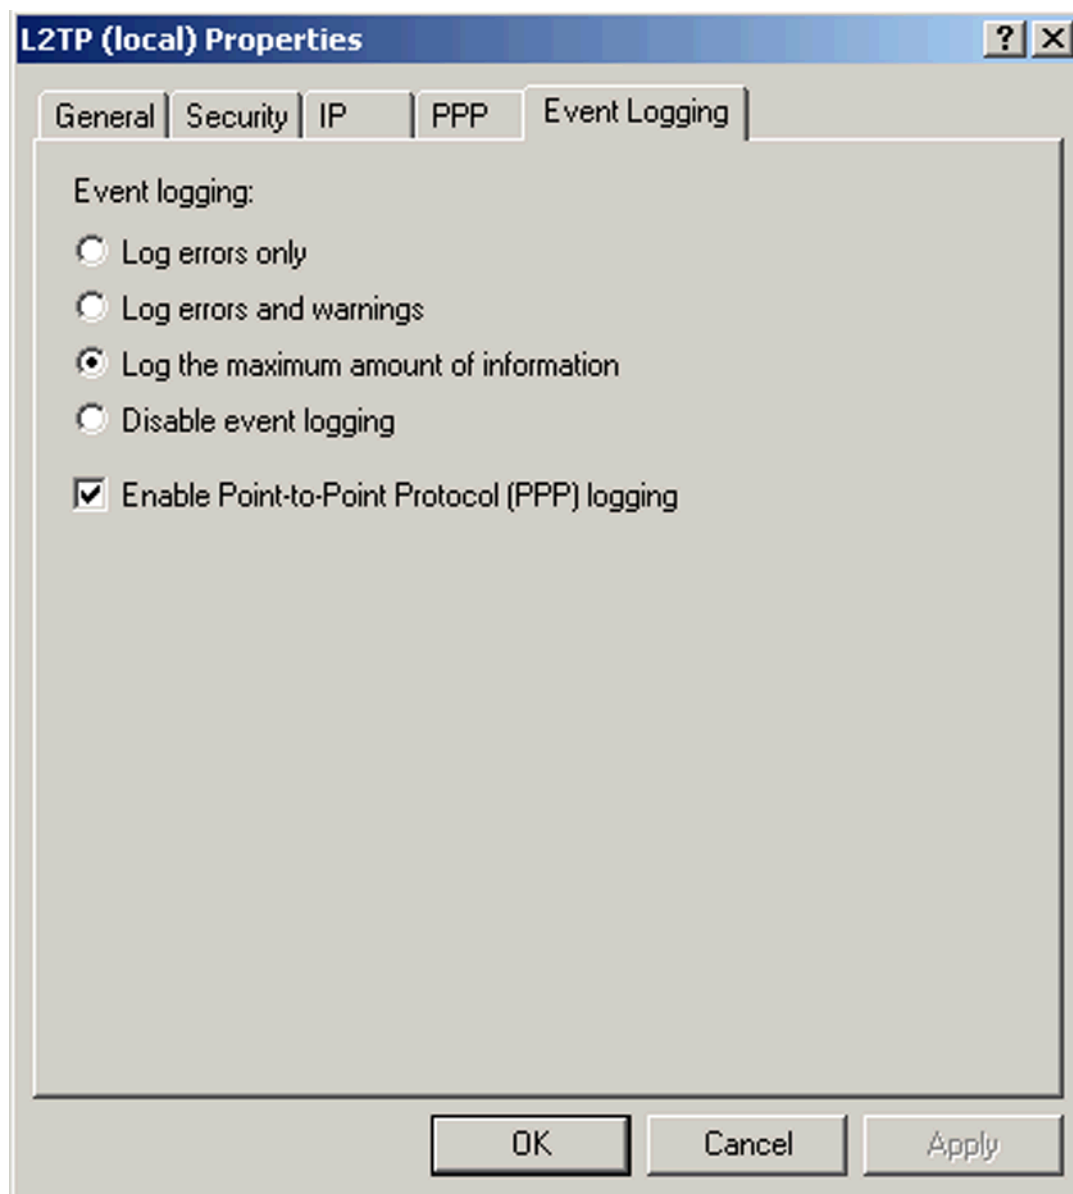 L2TP (local) Properties
General Security IP PPP Event Logging
Event logging:
Log errors only
Log errors and warnings
Log the maximum amount of information
Disable event logging
Enable Point-to-Point Protocol (PPP) logging
OK Cancel Apply